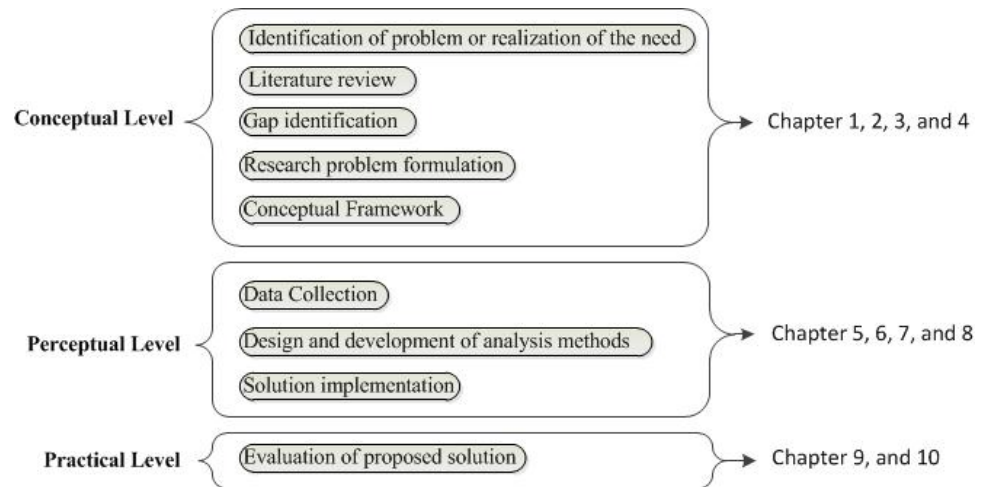 Conceptual Level
Identification of problem or realization of the need
Literature review
Gap identification
Research problem formulation
Conceptual Framework
Chapter 1, 2, 3, and 4
Perceptual Level
Data Collection
Design and development of analysis methods
Solution implementation
Chapter 5, 6, 7, and 8
Practical Level
Evaluation of proposed solution
Chapter 9, and 10